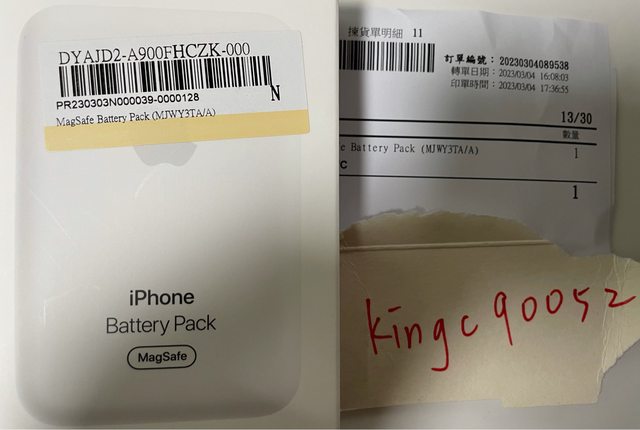 DYAJD2-A900FHCZK-000
PR230303N000039-0000128
N
MagSafe Battery Pack (MJWY3TA/A)
iPhone
Battery Pack
MagSafe
揀貨單明細 11
訂單編號： 20230304089538
轉單日期： 2023/03/04 16:08:03
印單時間： 2023/03/04 17:36:55
13/30
數量
e Battery Pack (MJWY3TA/A) 1
C
1
kingc90052